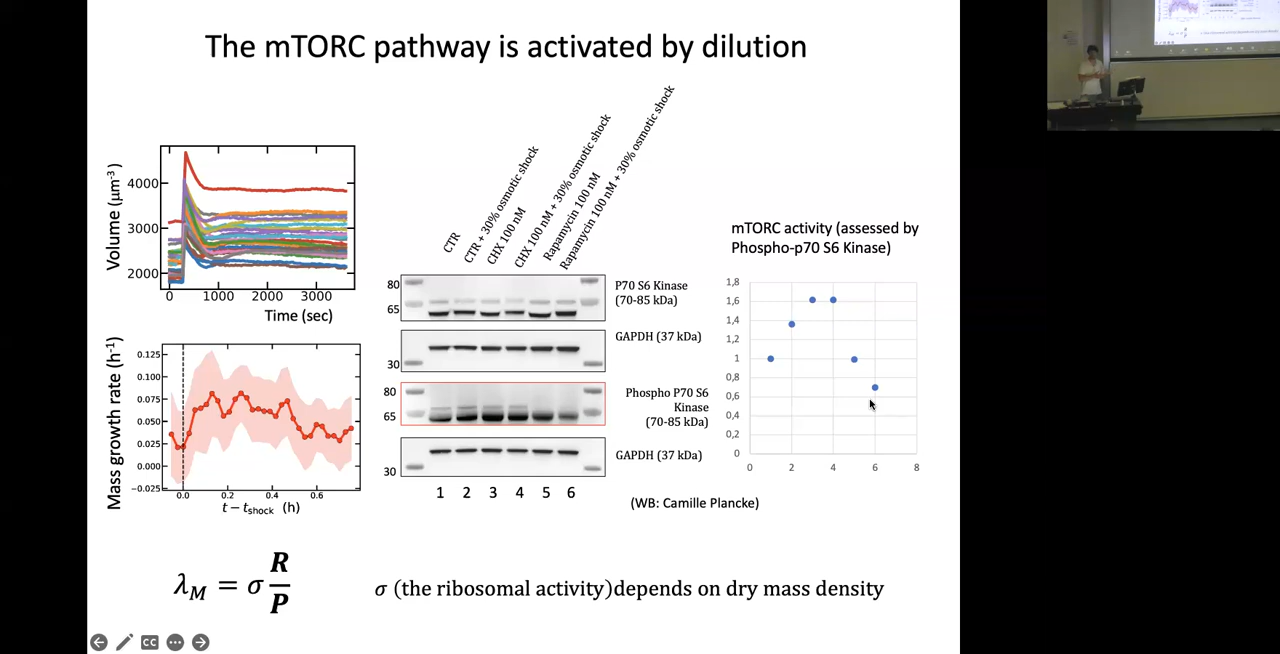 The mTORC pathway is activated by dilution
Volume (μm⁻³)
4000
3000
2000
0
1000
2000
3000
Time (sec)
Mass growth rate (h⁻¹)
0.125
0.100
0.075
0.050
0.025
0.000
-0.025
0.0
0.2
0.4
0.6
t − t_shock (h)
CTR
CTR + 30% osmotic shock
CHX 100 nM
CHX 100 nM + 30% osmotic shock
Rapamycin 100 nM
Rapamycin 100 nM + 30% osmotic shock
80
65
P70 S6 Kinase
(70-85 kDa)
30
GAPDH (37 kDa)
80
65
Phospho P70 S6
Kinase
(70-85 kDa)
30
GAPDH (37 kDa)
1 2 3 4 5 6
(WB: Camille Plancke)
mTORC activity (assessed by
Phospho-p70 S6 Kinase)
1,8
1,6
1,4
1,2
1
0,8
0,6
0,4
0,2
0
0 2 4 6 8
λ_M = σ R/P
σ (the ribosomal activity)depends on dry mass density
CC